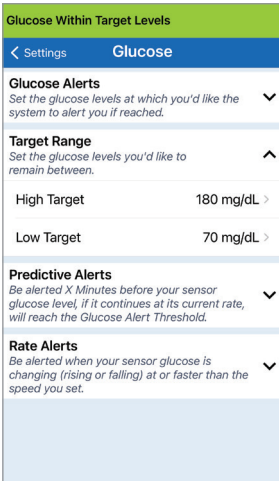 Glucose Within Target Levels
Settings
Glucose
Glucose Alerts
Set the glucose levels at which you'd like the
system to alert you if reached.
Target Range
Set the glucose levels you'd like to
remain between.
High Target 180 mg/dL
Low Target 70 mg/dL
Predictive Alerts
Be alerted X Minutes before your sensor
glucose level, if it continues at its current rate,
will reach the Glucose Alert Threshold.
Rate Alerts
Be alerted when your sensor glucose is
changing (rising or falling) at or faster than the
speed you set.